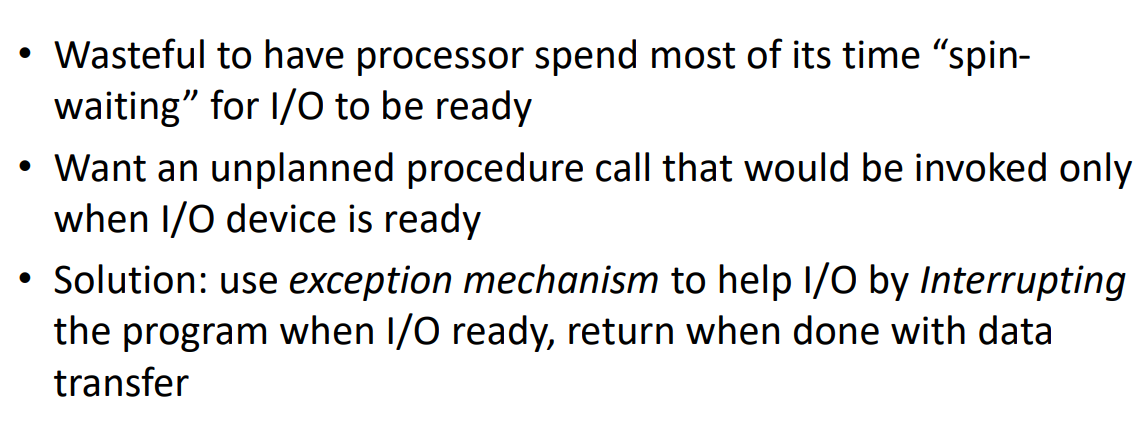 • Wasteful to have processor spend most of its time “spin-
waiting” for I/O to be ready
• Want an unplanned procedure call that would be invoked only
when I/O device is ready
• Solution: use exception mechanism to help I/O by Interrupting
the program when I/O ready, return when done with data
transfer